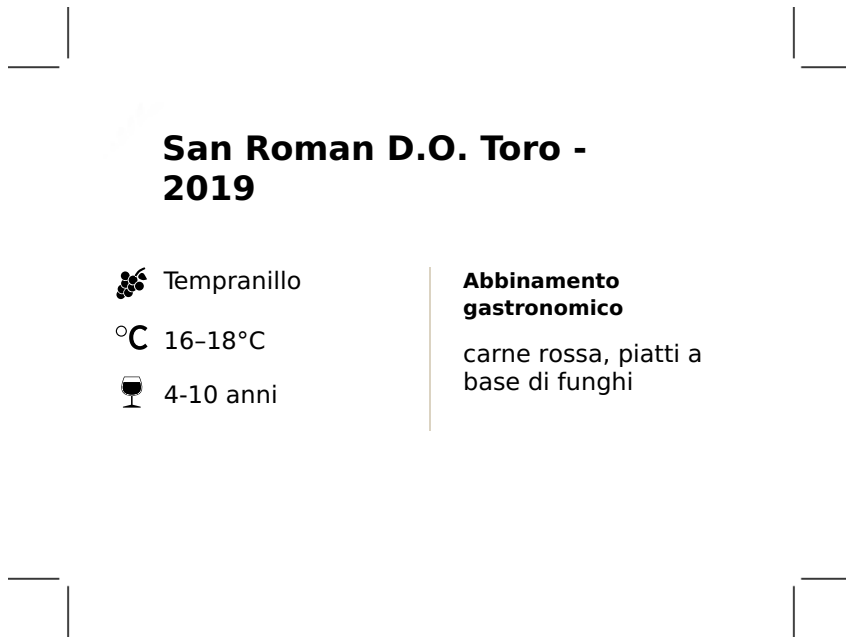 San Roman D.O. Toro -
2019
Tempranillo
°C 16–18°C
4-10 anni
Abbinamento
gastronomico
carne rossa, piatti a
base di funghi